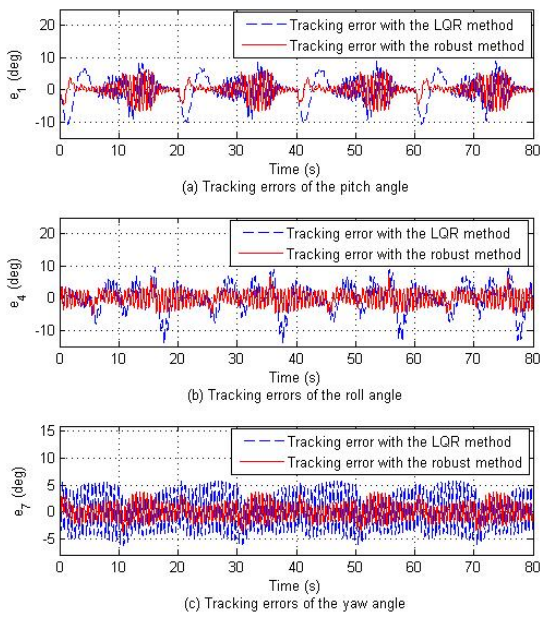 Tracking error with the LQR method
Tracking error with the robust method
20
10
0
-10
e1 (deg)
0 10 20 30 40 50 60 70 80
Time (s)
(a) Tracking errors of the pitch angle
Tracking error with the LQR method
Tracking error with the robust method
20
10
0
-10
e4 (deg)
0 10 20 30 40 50 60 70 80
Time (s)
(b) Tracking errors of the roll angle
Tracking error with the LQR method
Tracking error with the robust method
15
10
5
0
-5
e7 (deg)
0 10 20 30 40 50 60 70 80
Time (s)
(c) Tracking errors of the yaw angle